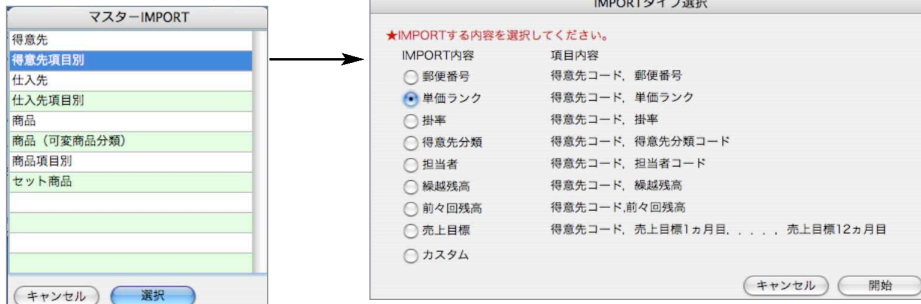 マスターIMPORT
得意先
得意先項目別
仕入先
仕入先項目別
商品
商品（可変商品分類）
商品項目別
セット商品
キャンセル 選択
IMPORTタイプ選択
★IMPORTする内容を選択してください。
IMPORT内容 項目内容
郵便番号 得意先コード，郵便番号
単価ランク 得意先コード，単価ランク
掛率 得意先コード，掛率
得意先分類 得意先コード，得意先分類コード
担当者 得意先コード，担当者コード
繰越残高 得意先コード，繰越残高
前々回残高 得意先コード,前々回残高
売上目標 得意先コード，売上目標1ヵ月目，．．．．，売上目標12ヵ月目
カスタム
キャンセル 開始